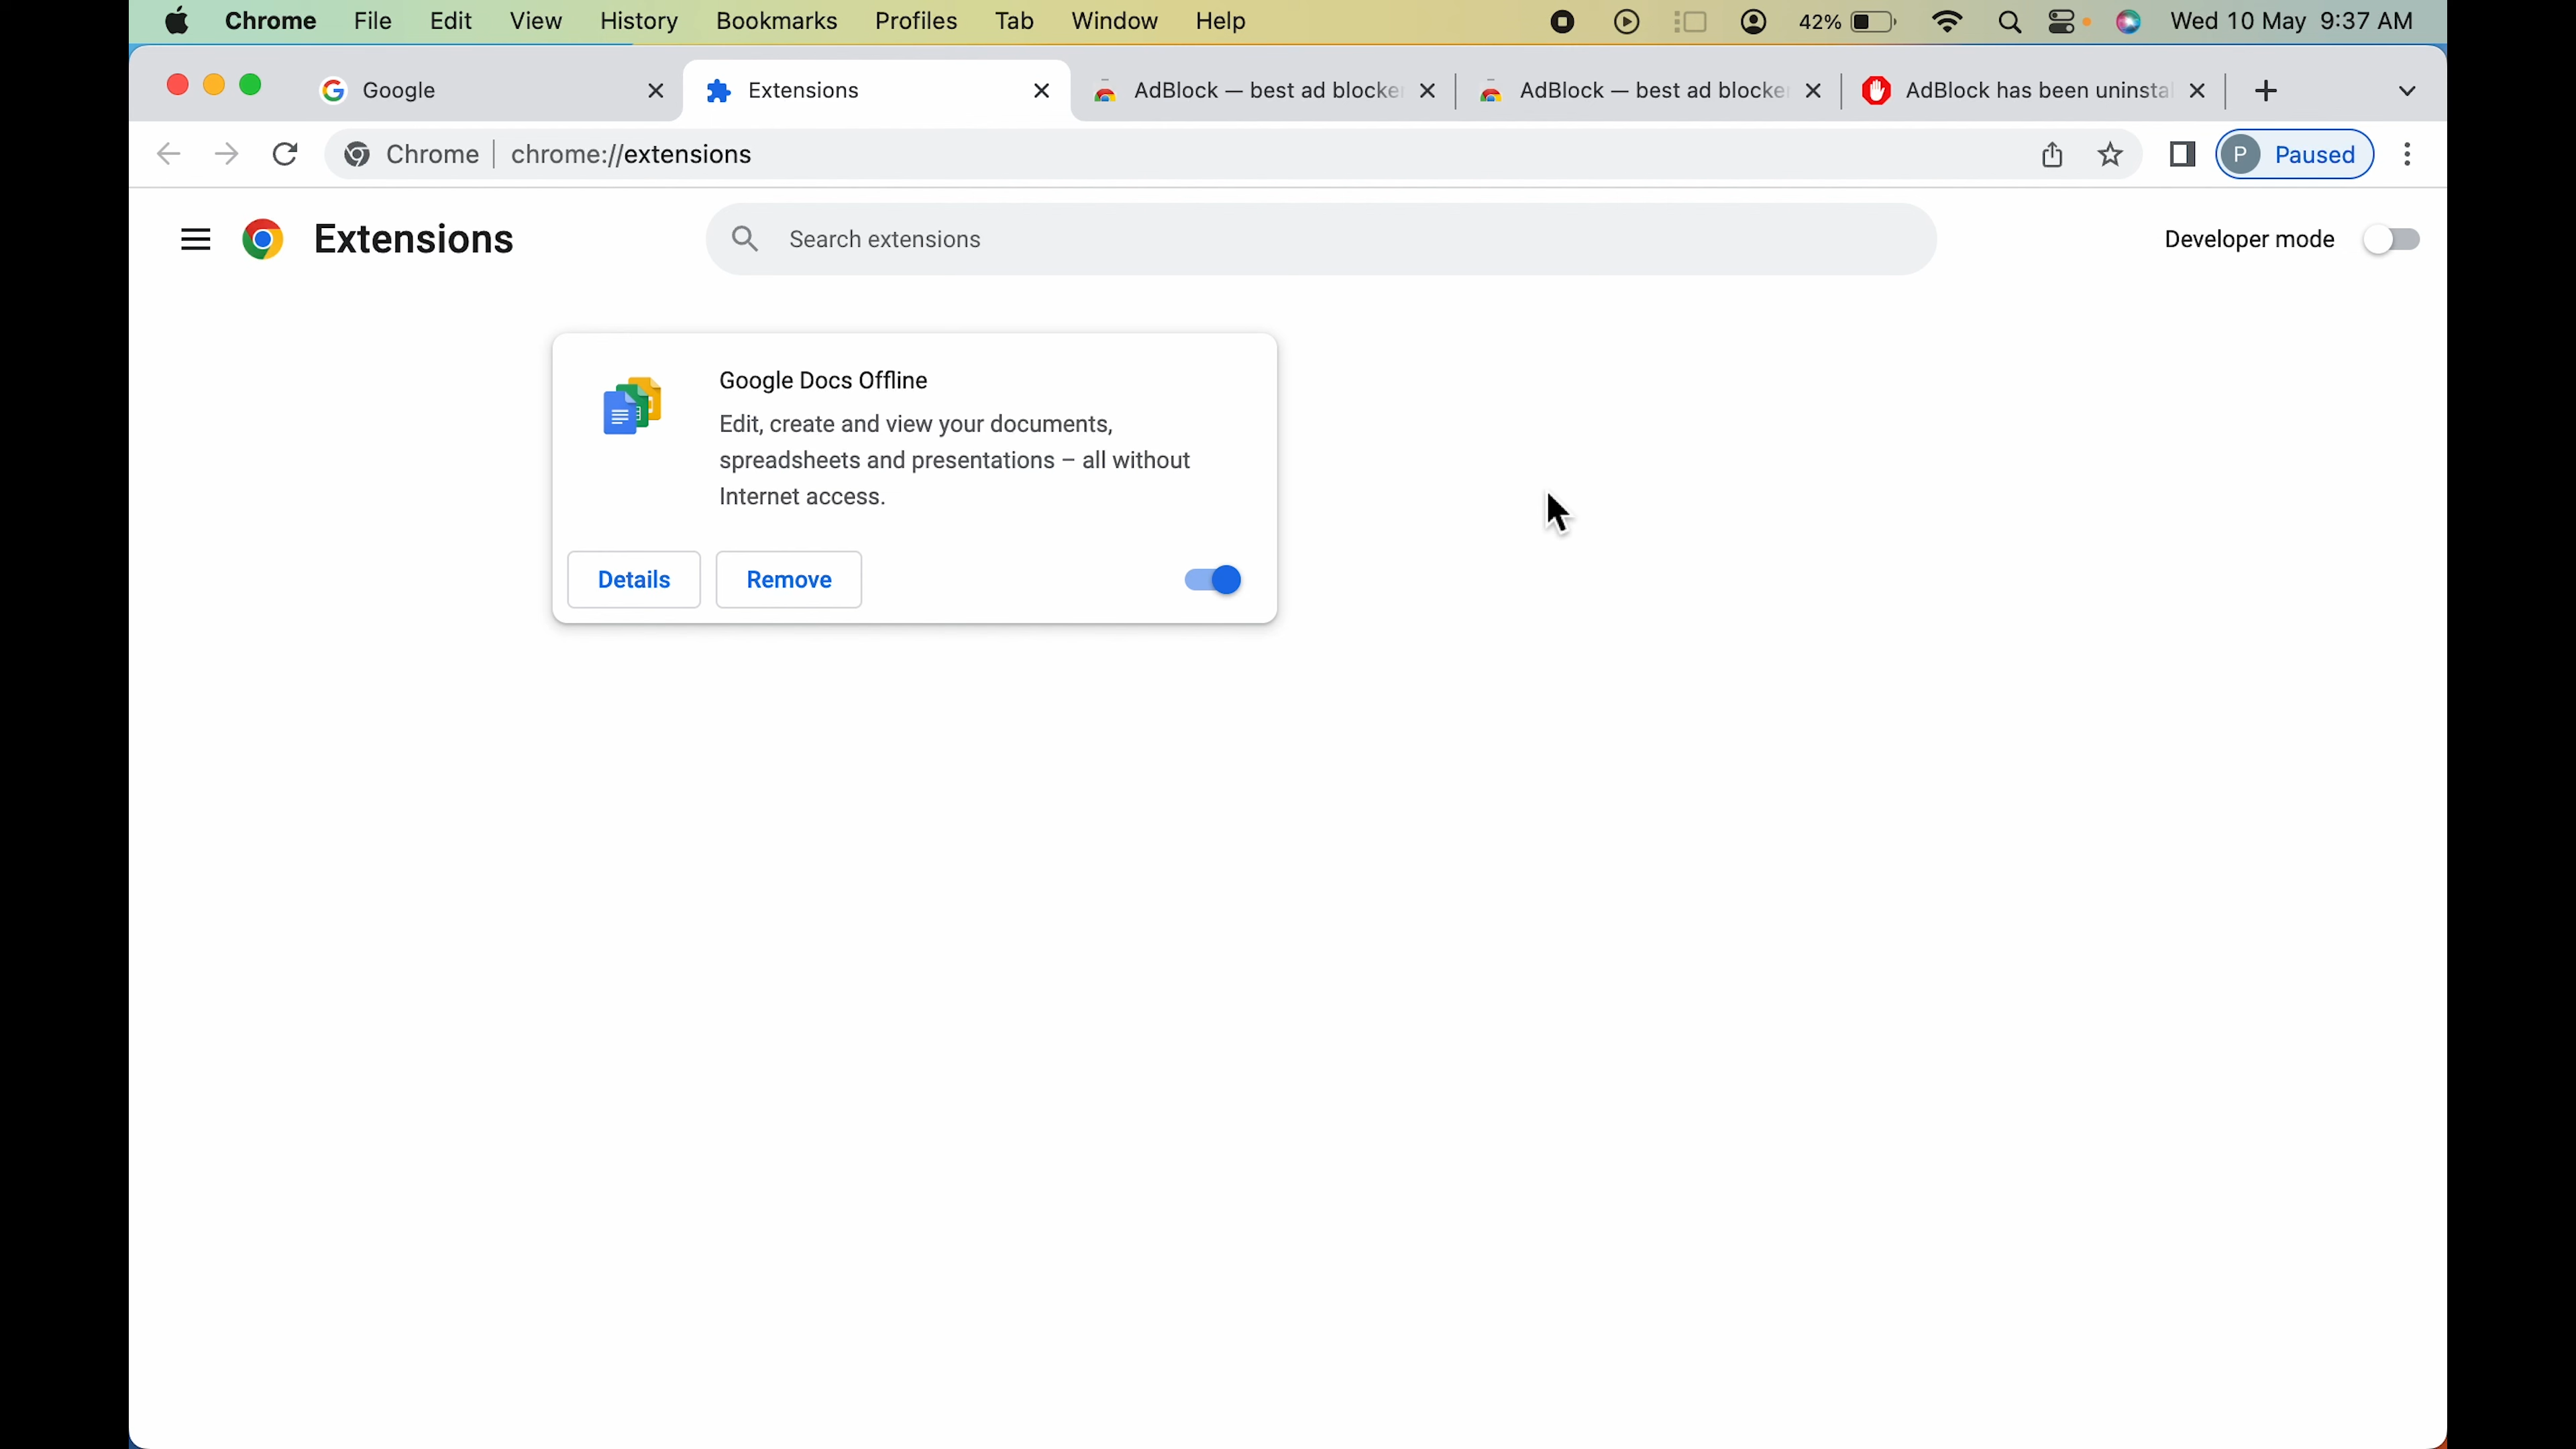 Chrome File Edit View History Bookmarks Profiles Tab Window Help 42% Wed 10 May 9:37 AM
Google Extensions AdBlock — best ad blocke AdBlock — best ad blocke AdBlock has been uninstal
Chrome chrome://extensions P Paused
Extensions Search extensions Developer mode
Google Docs Offline
Edit, create and view your documents,
spreadsheets and presentations – all without
Internet access.
Details Remove